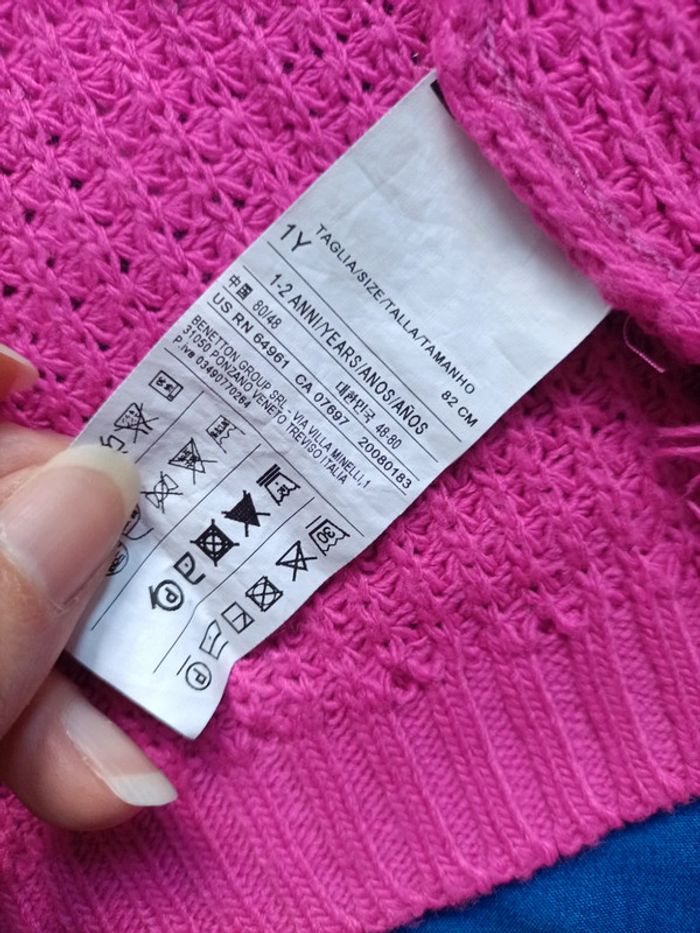 TAGLIA/SIZE/TALLA/TAMANHO
1Y 82 CM
1-2 ANNI/YEARS/ANOS/AÑOS
中国 80/48 대한민국 48-80
US RN 64961 CA 07697 20080183
BENETTON GROUP SRL - VIA VILLA MINELLI,1
31050 PONZANO VENETO TREVISO ITALIA
P.iva 03490770264
30
P
P